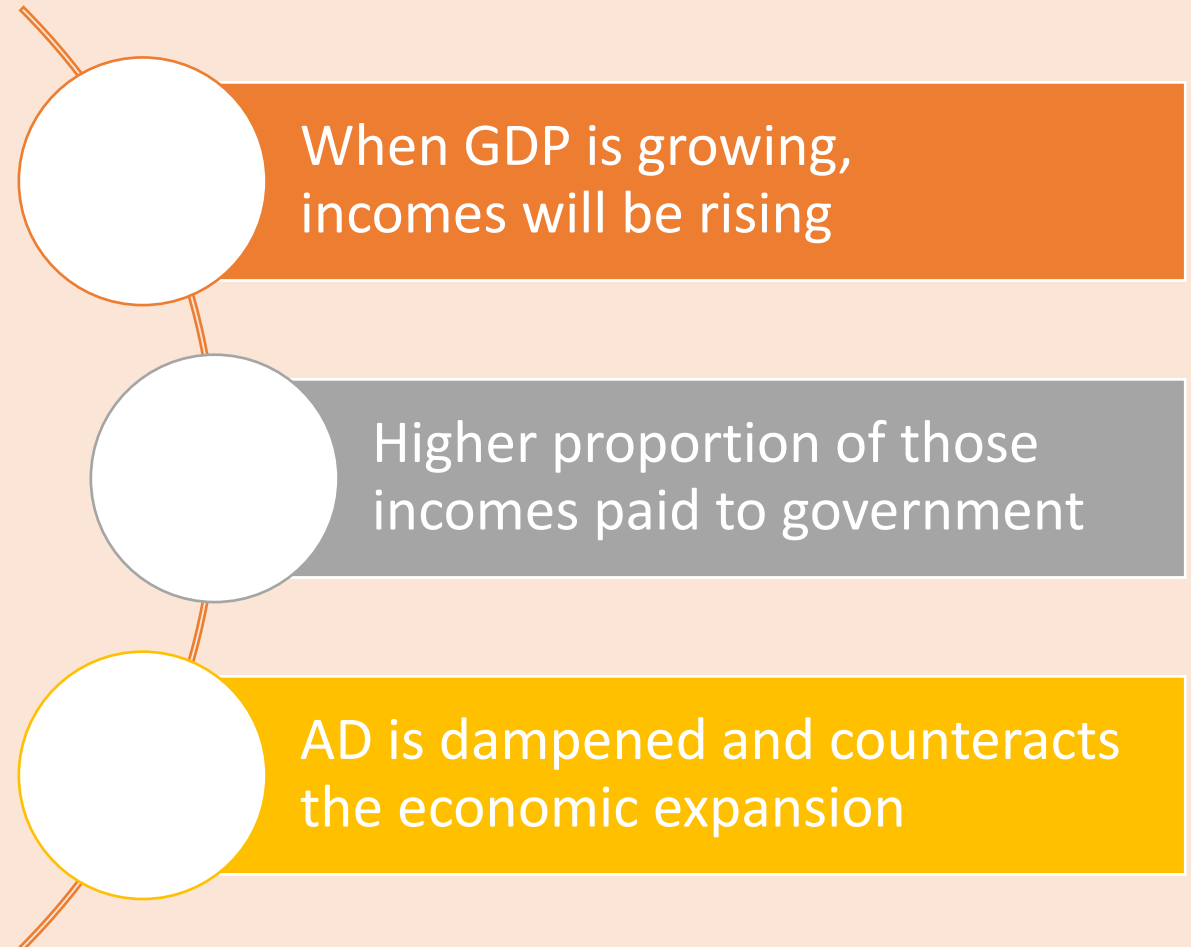 When GDP is growing,
incomes will be rising
Higher proportion of those
incomes paid to government
AD is dampened and counteracts
the economic expansion